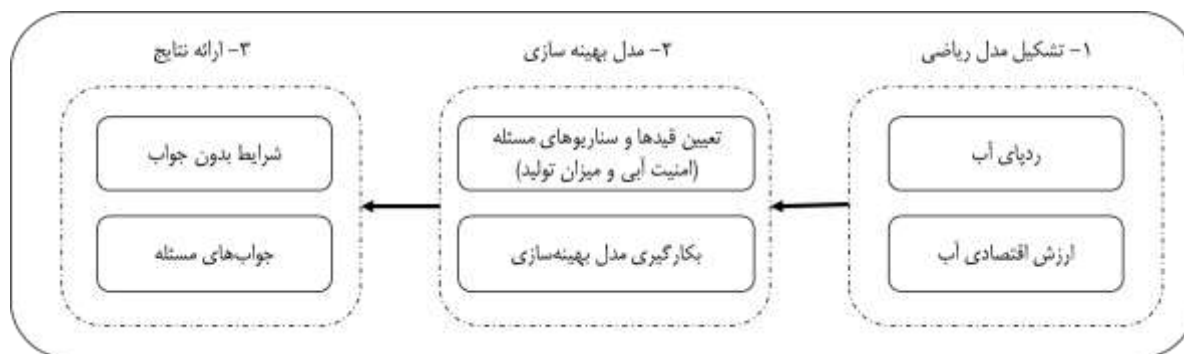 ۱- تشکیل مدل ریاضی
ردپای آب
ارزش اقتصادی آب
۲- مدل بهینه سازی
تعیین قیدها و سناریوهای مسئله
(امنیت آبی و میزان تولید)
بکارگیری مدل بهینه‌سازی
۳- ارائه نتایج
شرایط بدون جواب
جواب‌های مسئله